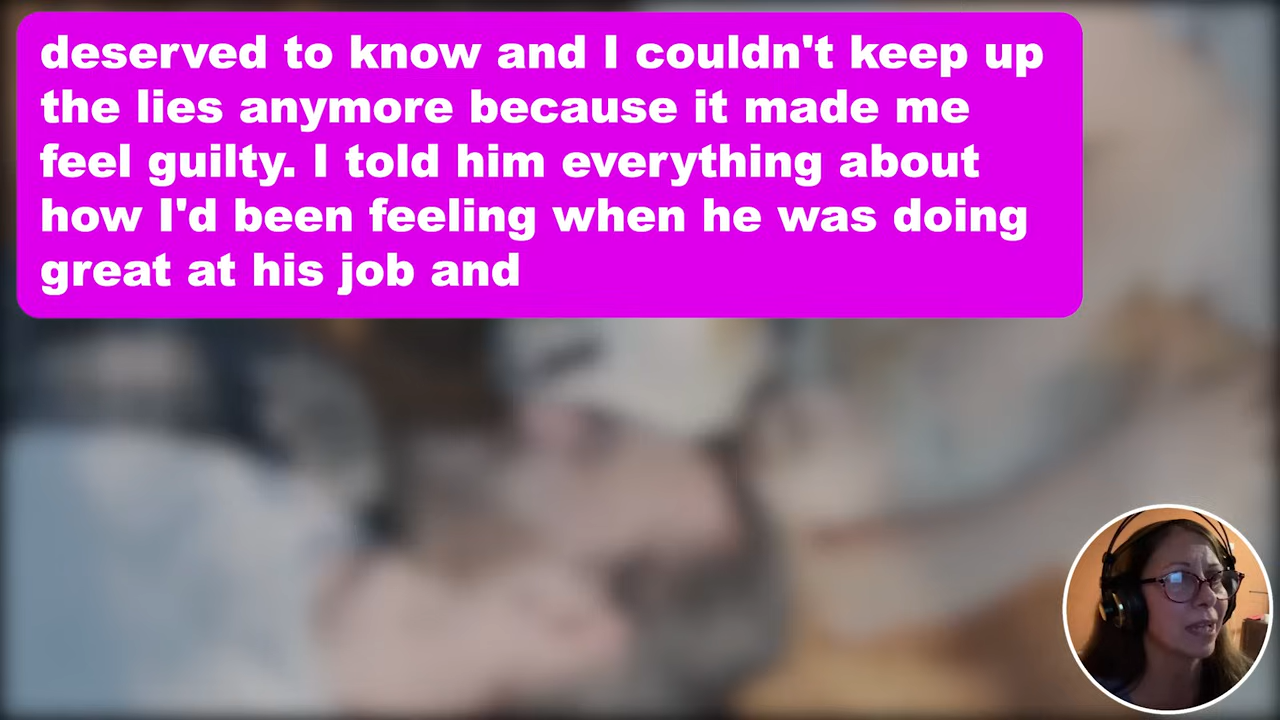 deserved to know and I couldn't keep up
the lies anymore because it made me
feel guilty. I told him everything about
how I'd been feeling when he was doing
great at his job and